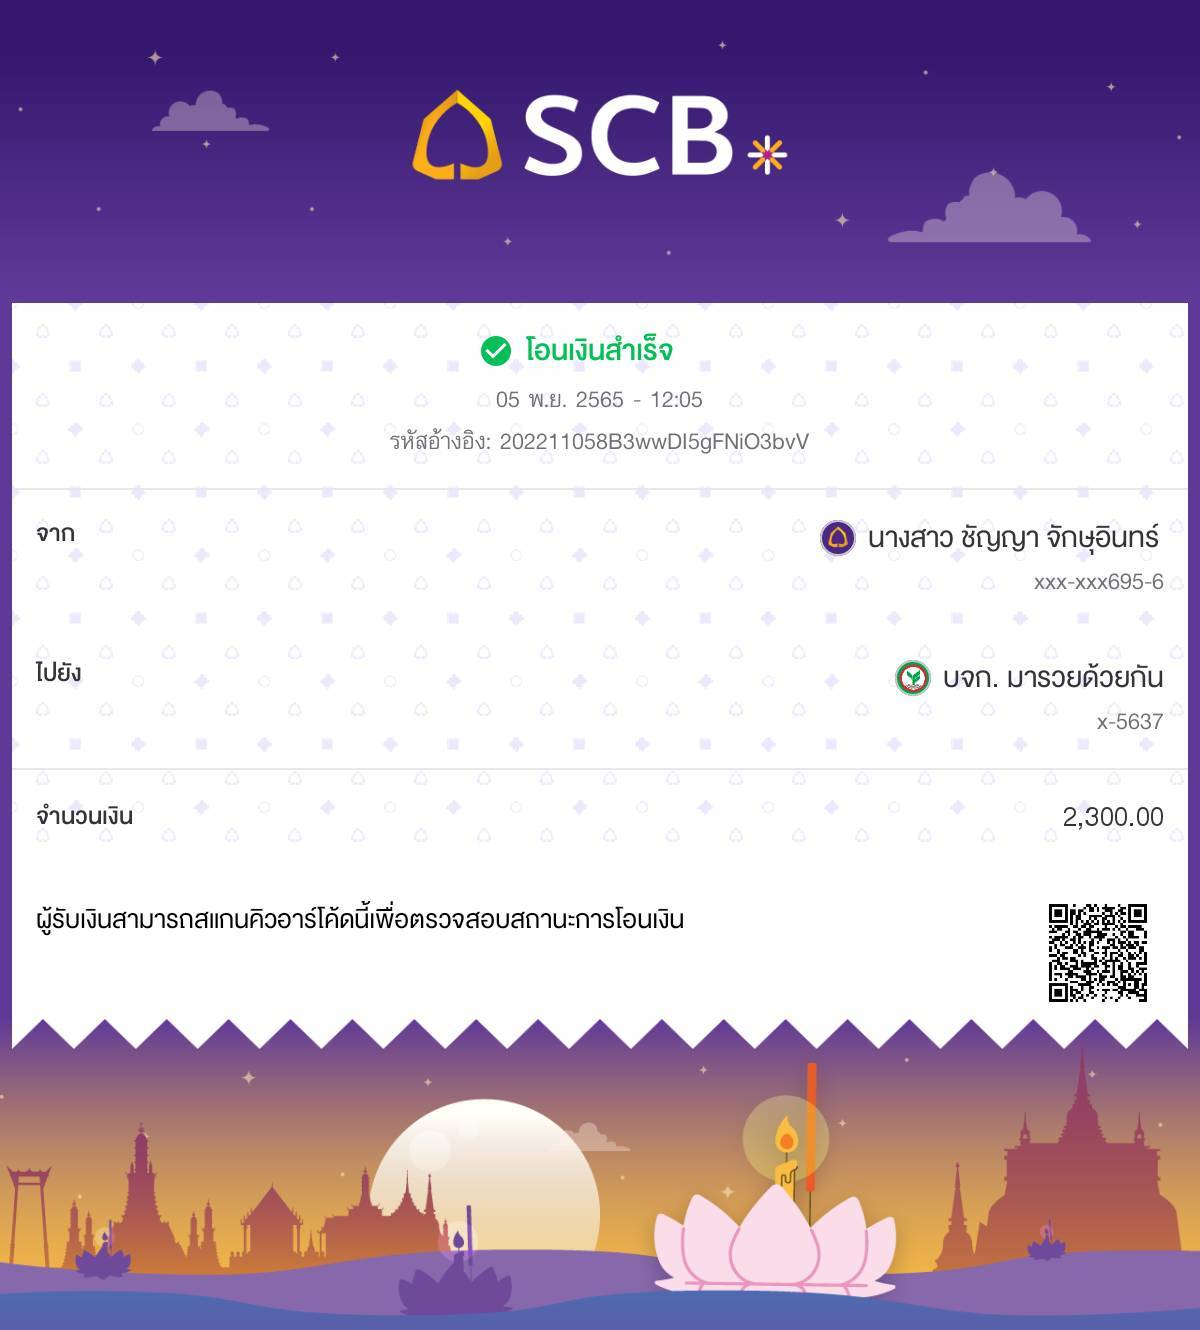 SCB
โอนเงินสำเร็จ
05 พ.ย. 2565 - 12:05
รหัสอ้างอิง: 202211058B3wwDI5gFNiO3bvV
จาก
นางสาว ชัญญา จักษุอินทร์
xxx-xxx695-6
ไปยัง
บจก. มารวยด้วยกัน
x-5637
จำนวนเงิน
2,300.00
ผู้รับเงินสามารถสแกนคิวอาร์โค้ดนี้เพื่อตรวจสอบสถานะการโอนเงิน